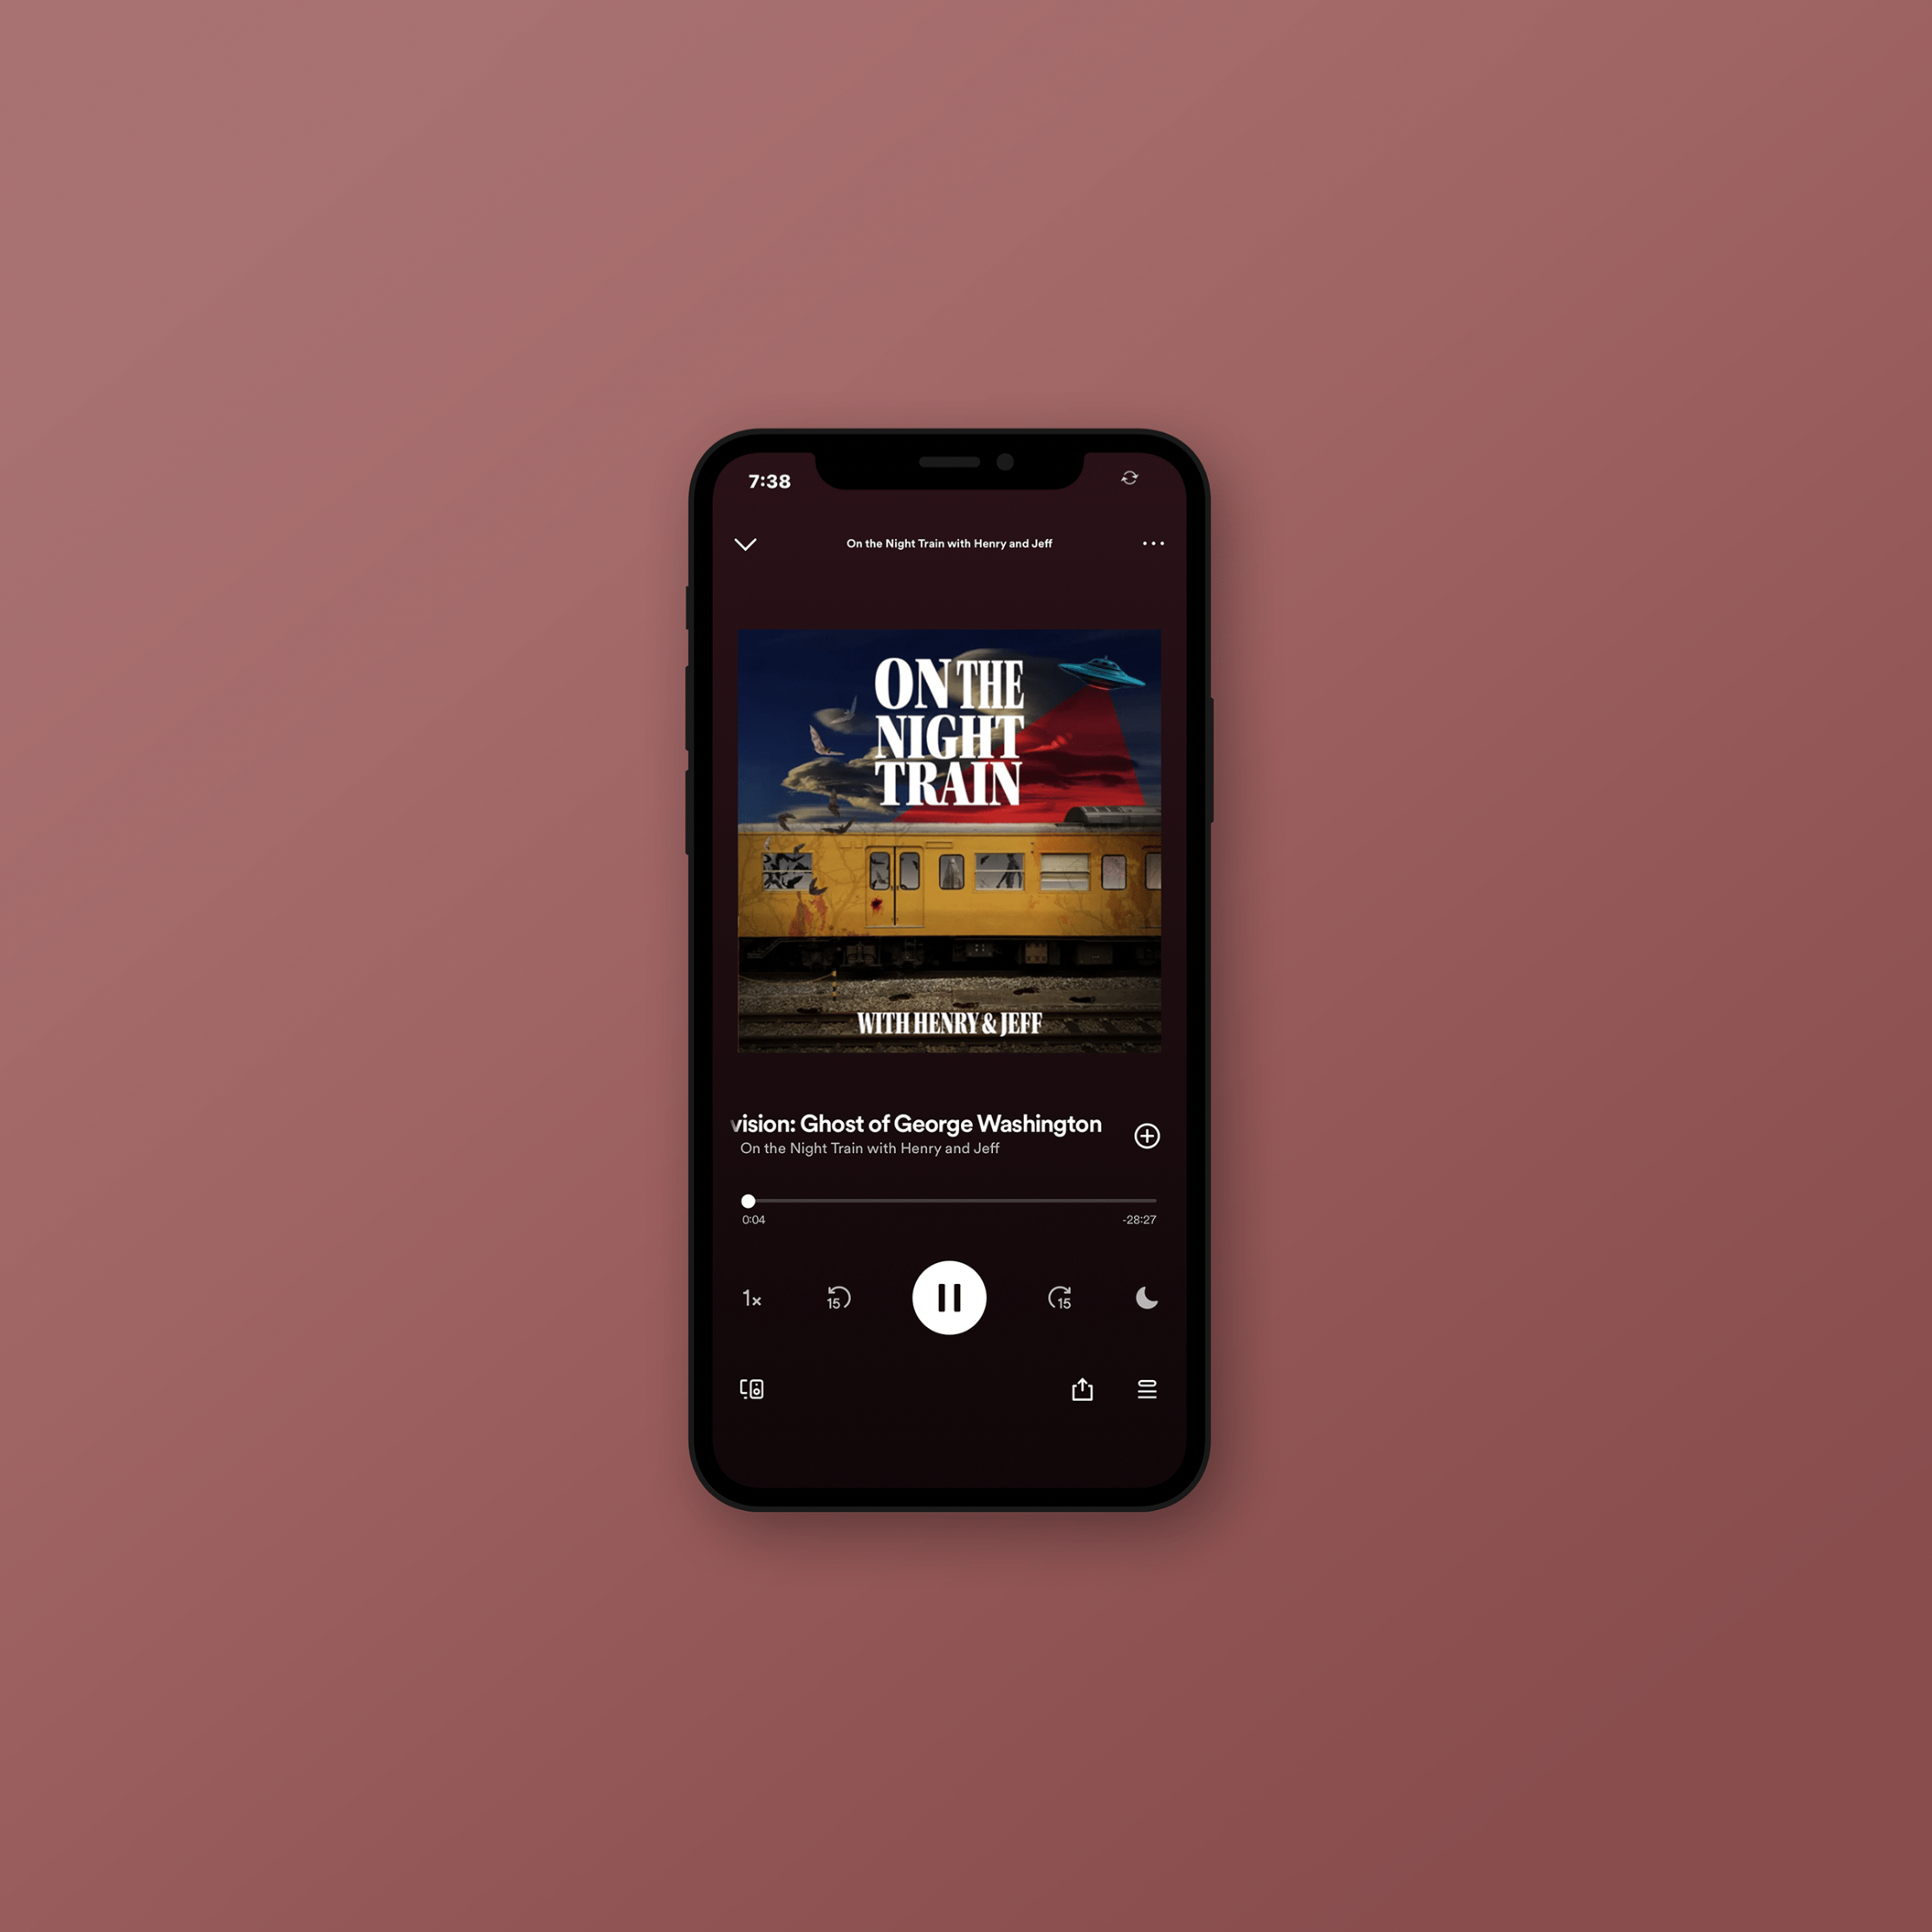 7:38
On the Night Train with Henry and Jeff
ON THE
NIGHT
TRAIN
WITH HENRY & JEFF
vision: Ghost of George Washington
On the Night Train with Henry and Jeff
0:04
-28:27
1x
15
15